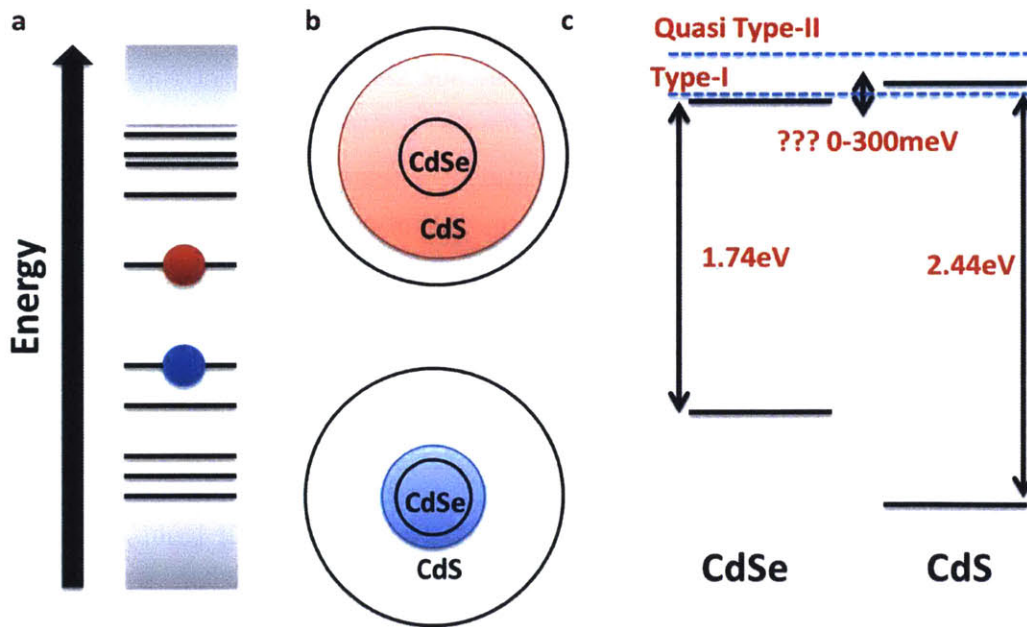 a
b
c
Energy
CdSe
CdS
CdSe
CdS
Quasi Type-II
Type-I
??? 0-300meV
1.74eV
2.44eV
CdSe
CdS